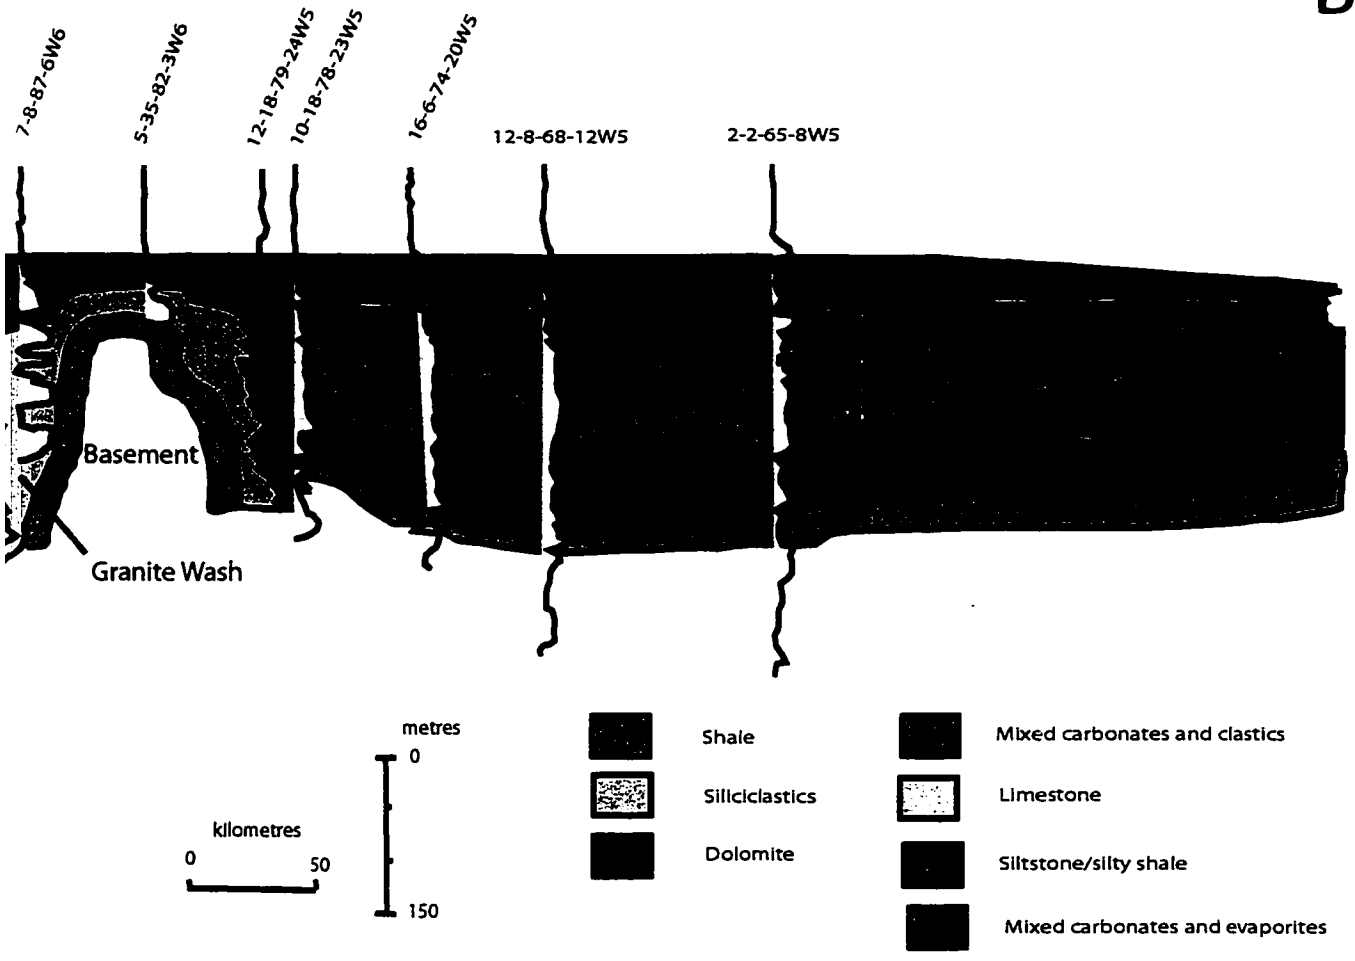 7-8-87-6W6
5-35-82-3W6
12-18-79-24W5
10-18-78-23W5
16-6-74-20W5
12-8-68-12W5
2-2-65-8W5
Basement
Granite Wash
metres
0
150
kilometres
0
50
Shale
Siliciclastics
Dolomite
Mixed carbonates and clastics
Limestone
Siltstone/silty shale
Mixed carbonates and evaporites